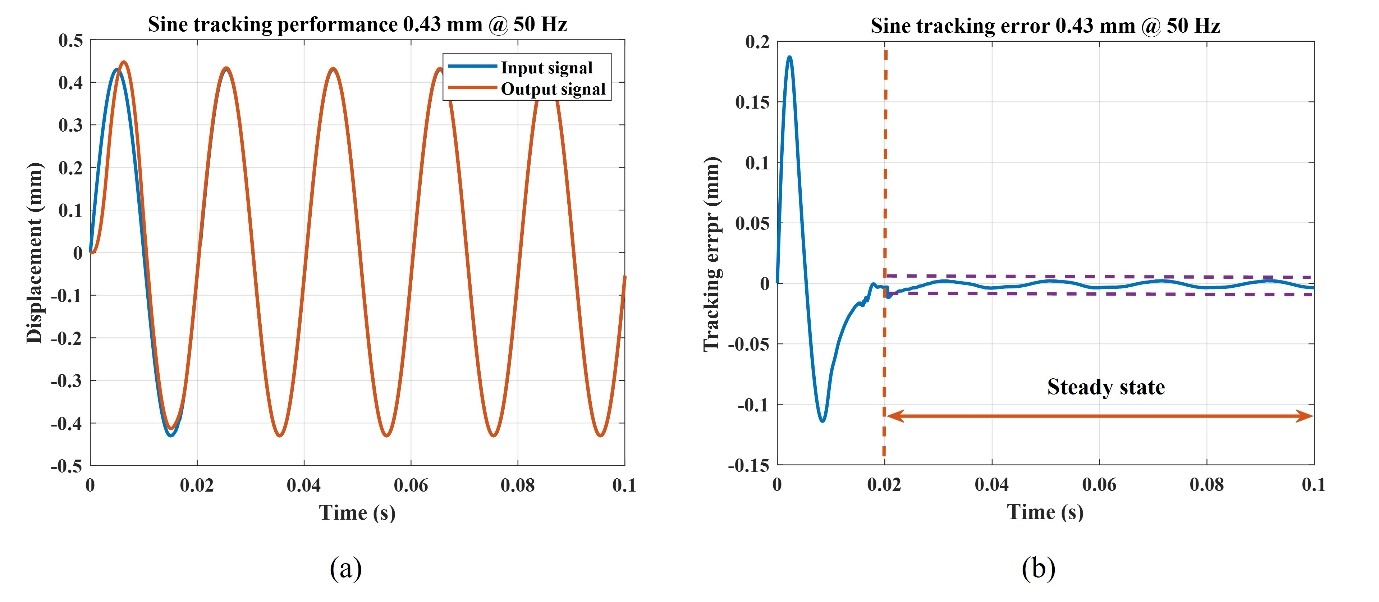 Sine tracking performance 0.43 mm @ 50 Hz
Input signal
Output signal
Displacement (mm)
0.5
0.4
0.3
0.2
0.1
0
-0.1
-0.2
-0.3
-0.4
-0.5
0 0.02 0.04 0.06 0.08 0.1
Time (s)
(a)
Sine tracking error 0.43 mm @ 50 Hz
Tracking errpr (mm)
0.2
0.15
0.1
0.05
0
-0.05
-0.1
-0.15
Steady state
0 0.02 0.04 0.06 0.08 0.1
Time (s)
(b)